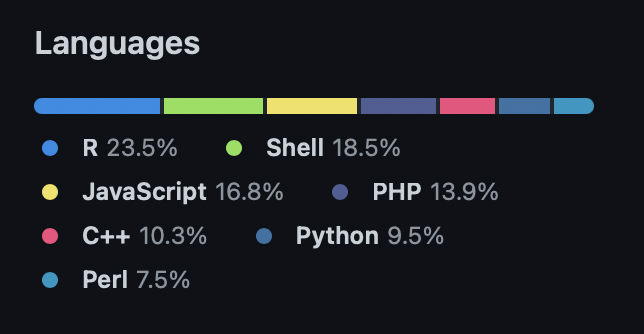 Languages
R 23.5% Shell 18.5%
JavaScript 16.8% PHP 13.9%
C++ 10.3% Python 9.5%
Perl 7.5%